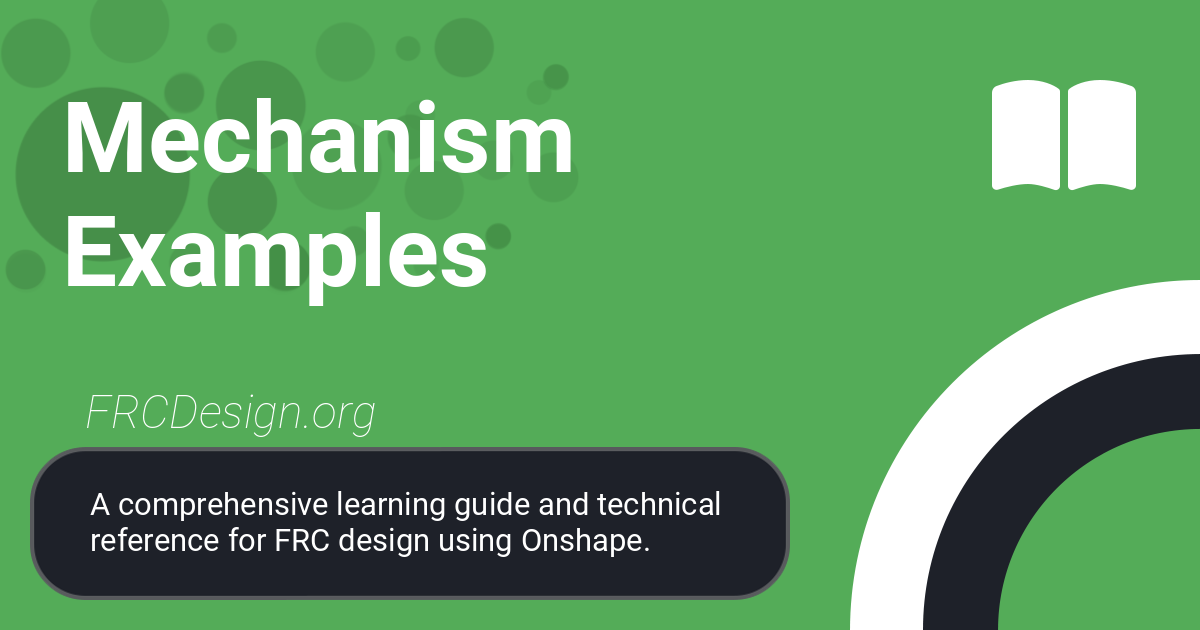 Mechanism
Examples
FRCDesign.org
A comprehensive learning guide and technical
reference for FRC design using Onshape.